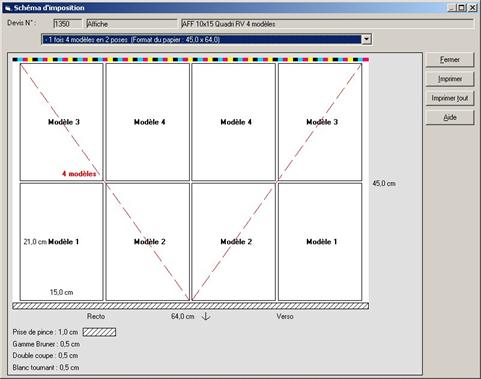 Schéma d'imposition
Devis N° : 1350 Affiche AFF 10x15 Quadri RV 4 modèles
- 1 fois 4 modèles en 2 poses (Format du papier : 45,0 x 64,0)
Fermer
Imprimer
Imprimer tout
Aide
Modèle 3 Modèle 4 Modèle 4 Modèle 3
4 modèles
45,0 cm
21,0 cm Modèle 1 Modèle 2 Modèle 2 Modèle 1
15,0 cm
Recto 64,0 cm Verso
Prise de pince : 1,0 cm
Gamme Bruner : 0,5 cm
Double coupe : 0,5 cm
Blanc tournant : 0,5 cm